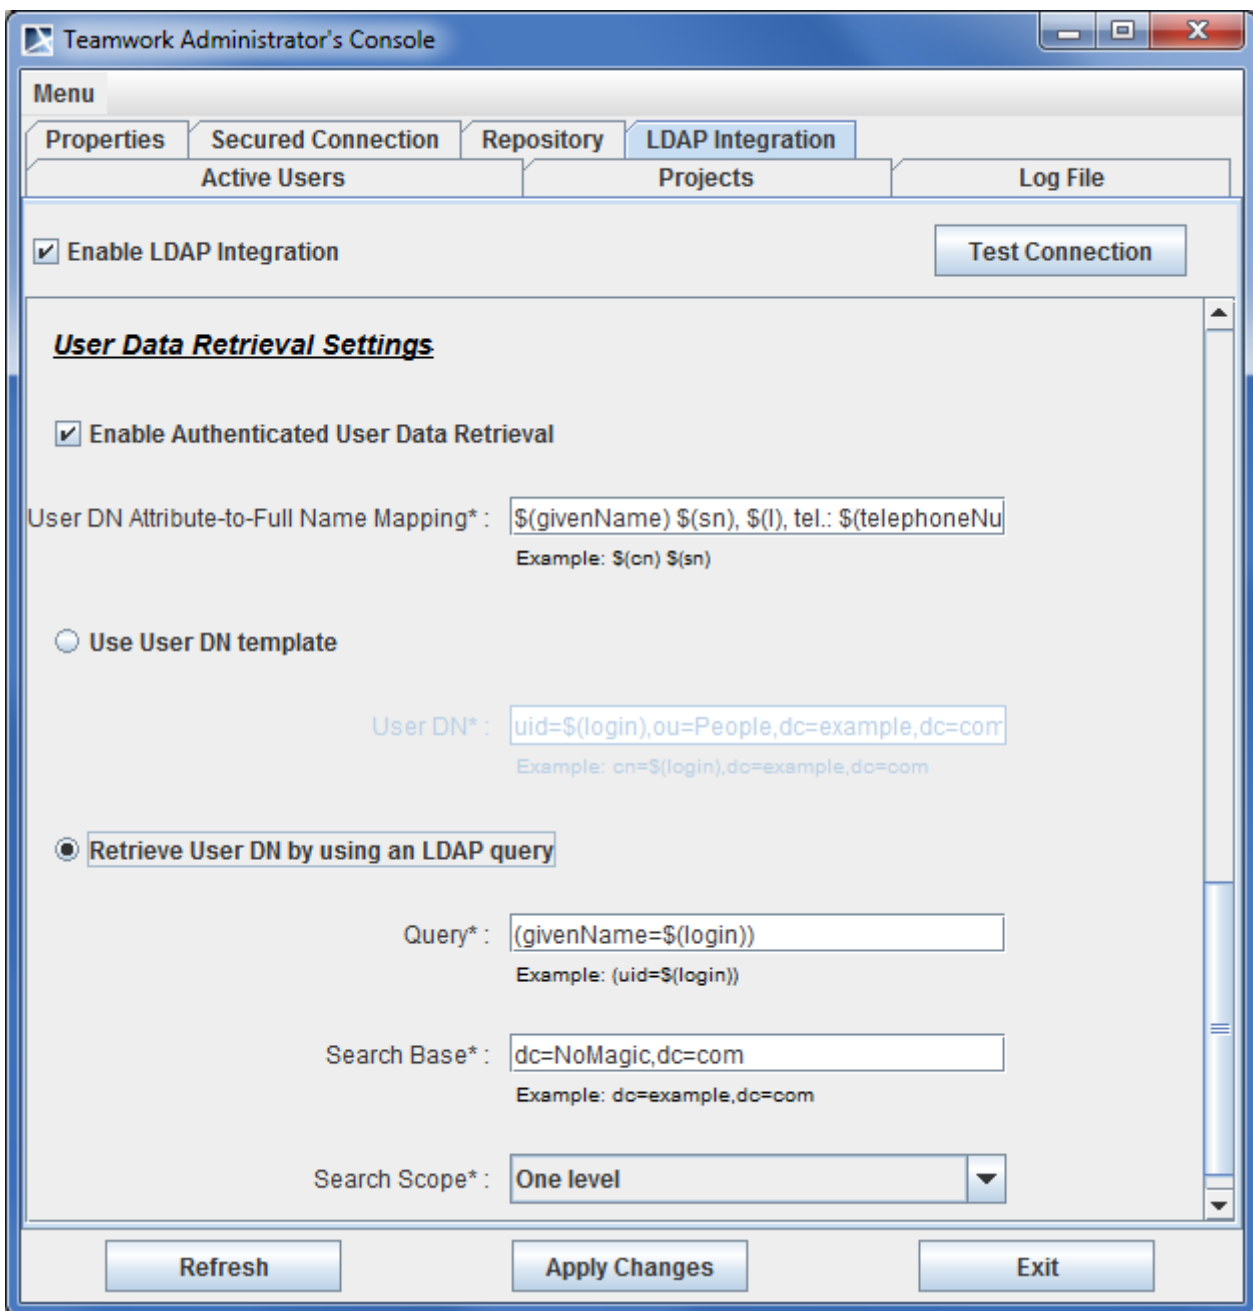 Teamwork Administrator's Console
Menu
Properties Secured Connection Repository LDAP Integration
Active Users Projects Log File
Enable LDAP Integration Test Connection
User Data Retrieval Settings
Enable Authenticated User Data Retrieval
User DN Attribute-to-Full Name Mapping* : $(givenName) $(sn), $(l), tel.: $(telephoneNu
Example: $(cn) $(sn)
Use User DN template
User DN* : uid=$(login),ou=People,dc=example,dc=com
Example: cn=$(login),dc=example,dc=com
Retrieve User DN by using an LDAP query
Query* : (givenName=$(login))
Example: (uid=$(login))
Search Base* : dc=NoMagic,dc=com
Example: dc=example,dc=com
Search Scope* : One level
Refresh Apply Changes Exit